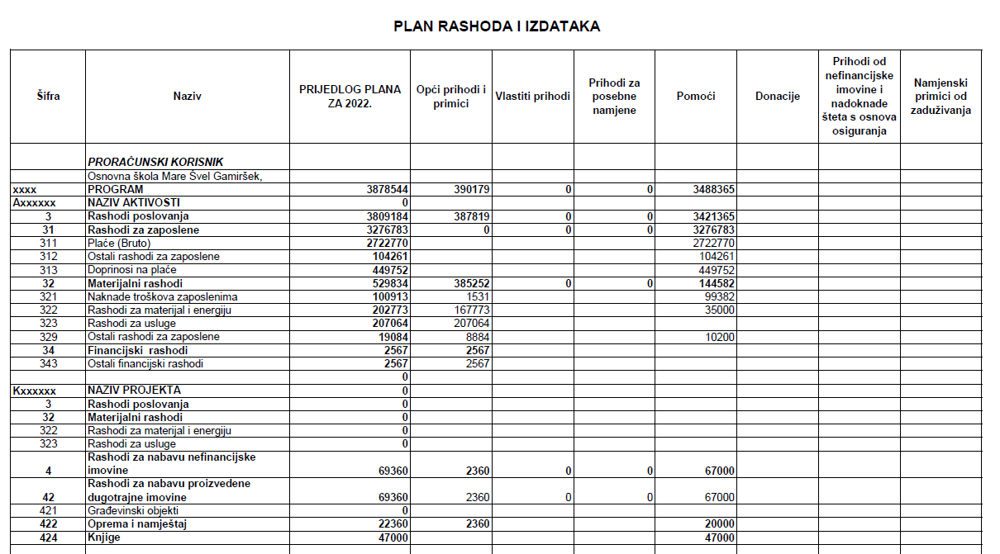 PLAN RASHODA I IZDATAKA
Šifra Naziv PRIJEDLOG PLANA ZA 2022. Opći prihodi i primici Vlastiti prihodi Prihodi za posebne namjene Pomoći Donacije Prihodi od nefinancijske imovine i nadoknade šteta s osnova osiguranja Namjenski primici od zaduživanja
PRORAČUNSKI KORISNIK
Osnovna škola Mare Švel Gamiršek,
xxxx PROGRAM 3878544 390179 0 0 3488365
Axxxxxx NAZIV AKTIVOSTI 0
3 Rashodi poslovanja 3809184 387819 0 0 3421365
31 Rashodi za zaposlene 3276783 0 0 0 3276783
311 Plaće (Bruto) 2722770 2722770
312 Ostali rashodi za zaposlene 104261 104261
313 Doprinosi na plaće 449752 449752
32 Materijalni rashodi 529834 385252 0 0 144582
321 Naknade troškova zaposlenima 100913 1531 99382
322 Rashodi za materijal i energiju 202773 167773 35000
323 Rashodi za usluge 207064 207064
329 Ostali rashodi za zaposlene 19084 8884 10200
34 Financijski rashodi 2567 2567
343 Ostali financijski rashodi 2567 2567
0
Kxxxxxx NAZIV PROJEKTA 0
3 Rashodi poslovanja 0
32 Materijalni rashodi 0
322 Rashodi za materijal i energiju 0
323 Rashodi za usluge 0
Rashodi za nabavu nefinancijske
4 imovine 69360 2360 0 0 67000
Rashodi za nabavu proizvedene
42 dugotrajne imovine 69360 2360 0 0 67000
421 Građevinski objekti 0
422 Oprema i namještaj 22360 2360 20000
424 Knjige 47000 47000